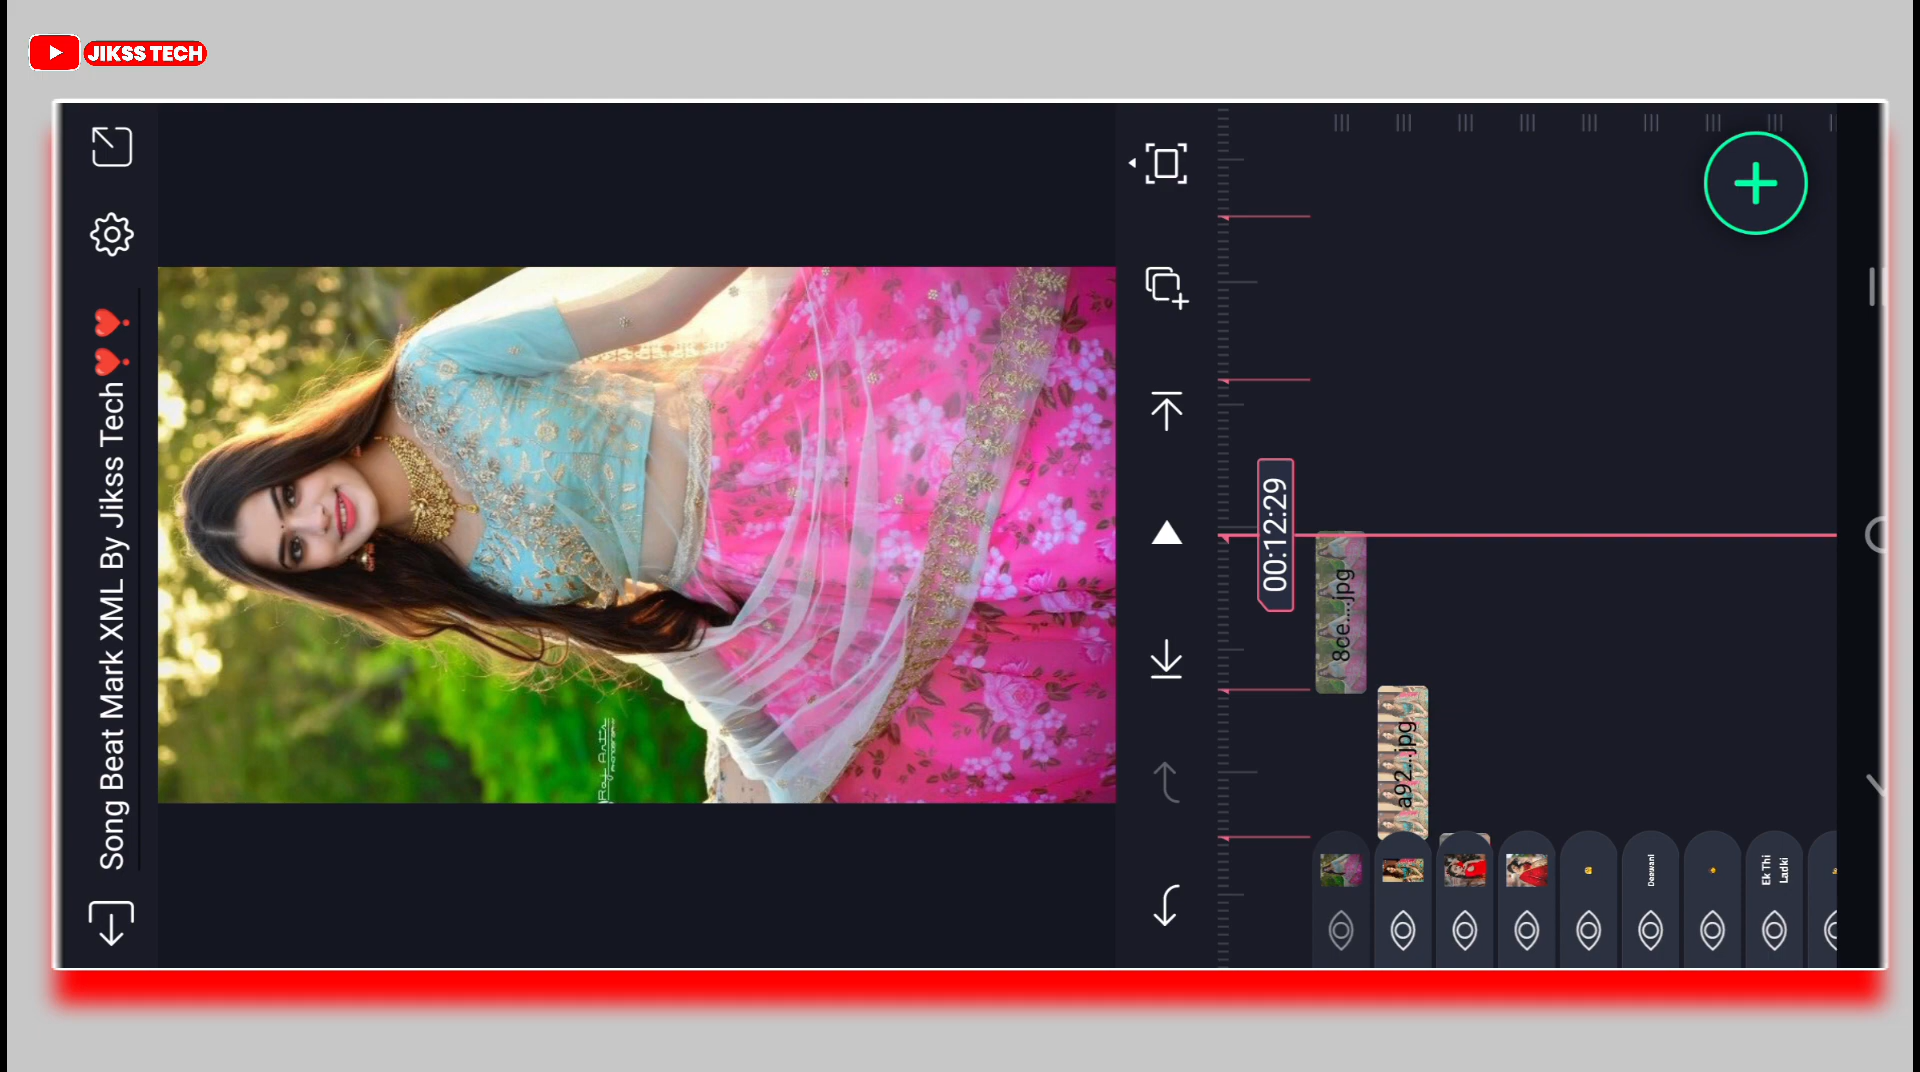 JIKSS TECH
Song Beat Mark XML By Jikss Tech❣️❣️
00:12:29
8ce...jpg
a92...jpg
Deewani
Ek Thi
Ladki